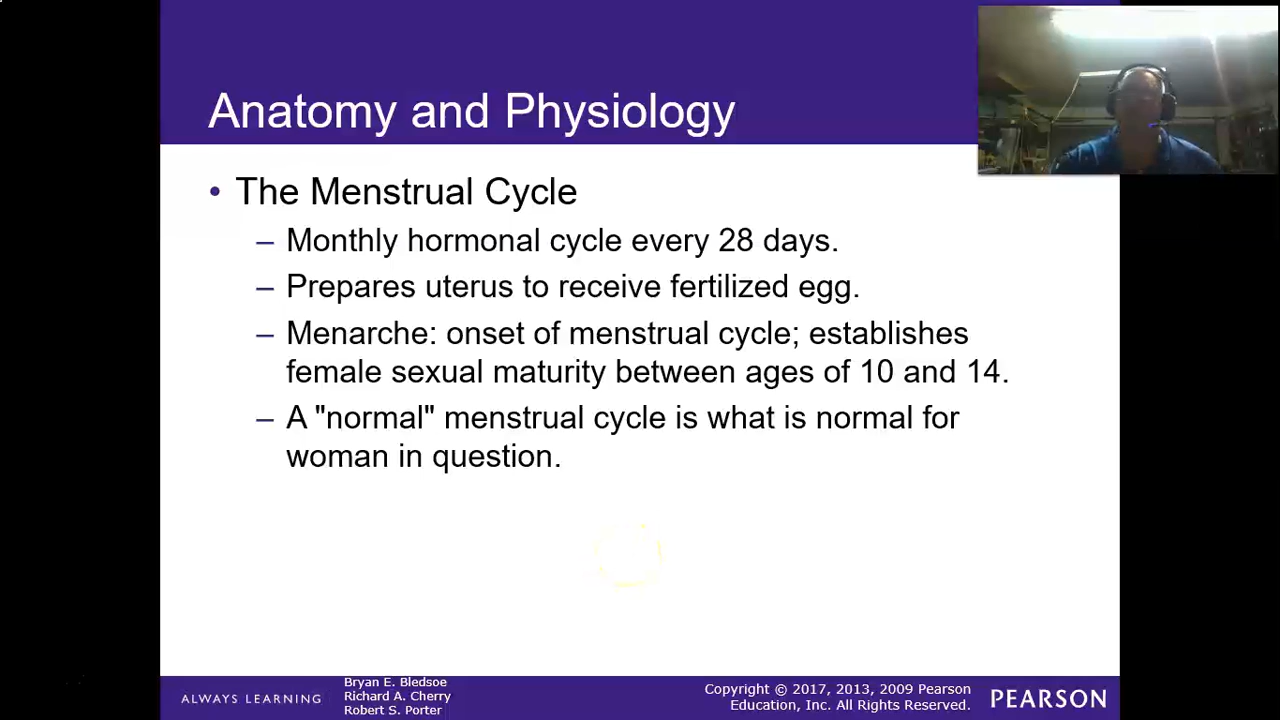 Anatomy and Physiology
• The Menstrual Cycle
– Monthly hormonal cycle every 28 days.
– Prepares uterus to receive fertilized egg.
– Menarche: onset of menstrual cycle; establishes
female sexual maturity between ages of 10 and 14.
– A "normal" menstrual cycle is what is normal for
woman in question.
ALWAYS LEARNING
Bryan E. Bledsoe
Richard A. Cherry
Robert S. Porter
Copyright © 2017, 2013, 2009 Pearson
Education, Inc. All Rights Reserved.
PEARSON